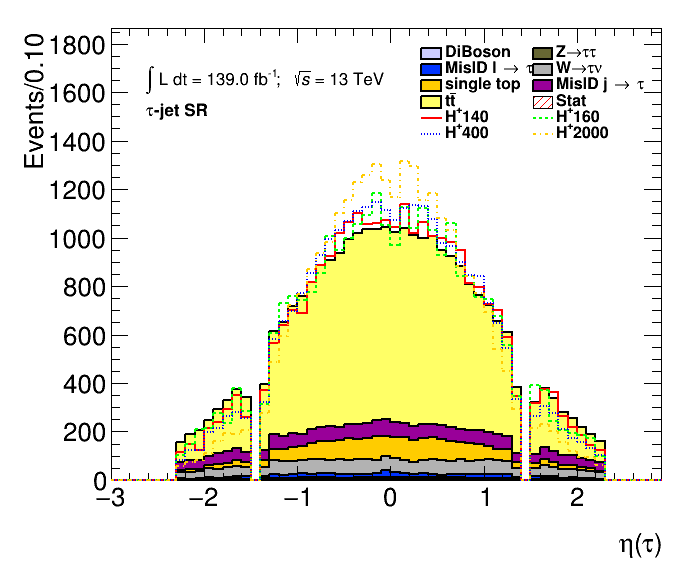 Events/0.10
1800
1600
1400
1200
1000
800
600
400
200
0
∫ L dt = 139.0 fb⁻¹; √s = 13 TeV
τ-jet SR
DiBoson Z→ττ
MisID l → τ W→τν
single top MisID j → τ
tt̄ Stat
H⁺140 H⁺160
H⁺400 H⁺2000
−3 −2 −1 0 1 2
η(τ)